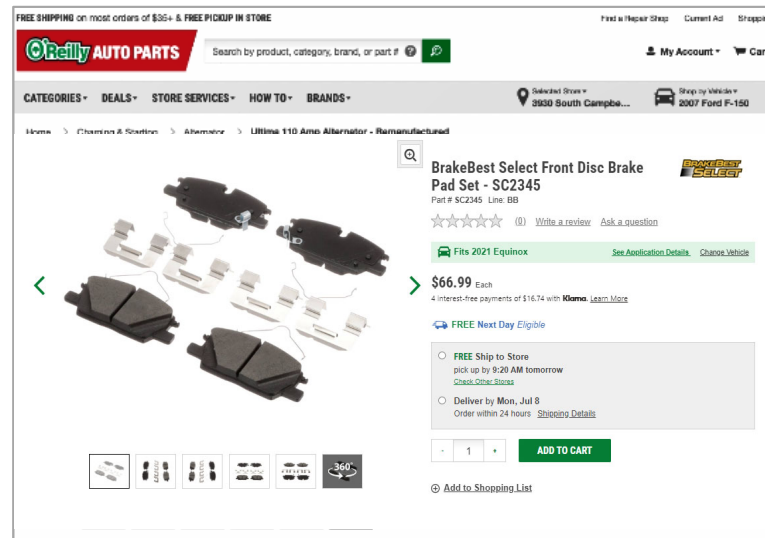 FREE SHIPPING on most orders of $35+ & FREE PICKUP IN STORE
Find a Repair Shop Current Ad Shoppin
O'Reilly AUTO PARTS
Search by product, category, brand, or part # ?
My Account
Car
CATEGORIES DEALS STORE SERVICES HOW TO BRANDS
Selected Store
3930 South Campbe...
Shop by Vehicle
2007 Ford F-150
Home > Charging & Starting > Alternator > Ultima 110 Amp Alternator - Remanufactured
BrakeBest Select Front Disc Brake
Pad Set - SC2345
BRAKEBEST
SELECT
Part # SC2345 Line: BB
(0) Write a review Ask a question
Fits 2021 Equinox
See Application Details Change Vehicle
$66.99 Each
4 interest-free payments of $16.74 with Klarna. Learn More
FREE Next Day Eligible
FREE Ship to Store
pick up by 9:20 AM tomorrow
Check Other Stores
Deliver by Mon, Jul 8
Order within 24 hours Shipping Details
- 1 +
ADD TO CART
Add to Shopping List
360°